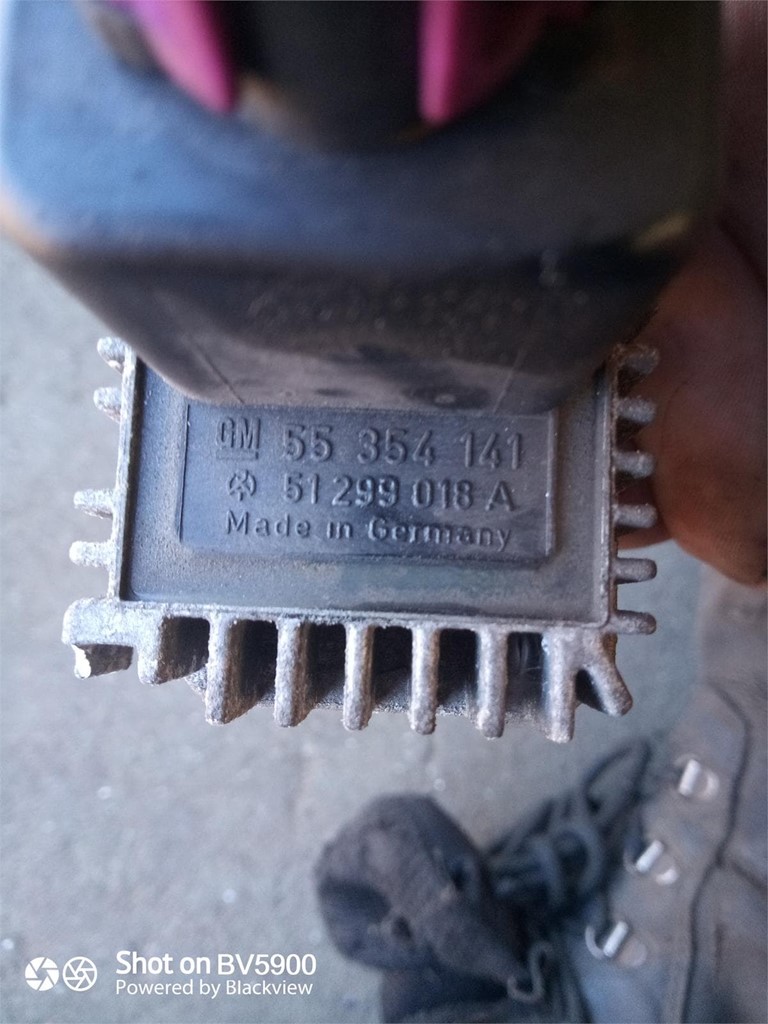 GM 55 354 141
51 299 018 A
Made in Germany
Shot on BV5900
Powered by Blackview